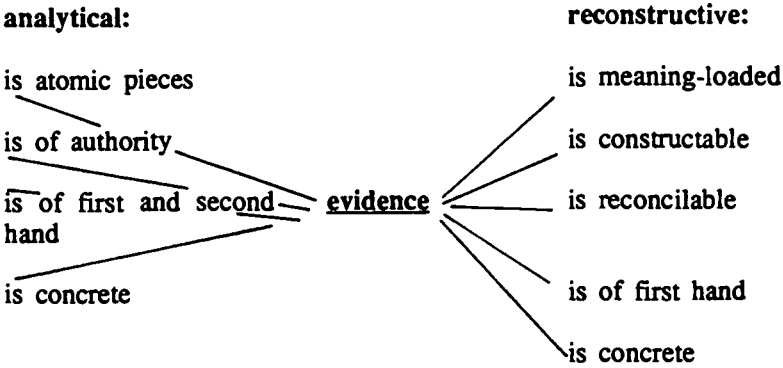 analytical:
is atomic pieces
is of authority
is of first and second
hand
is concrete
evidence
reconstructive:
is meaning-loaded
is constructable
is reconcilable
is of first hand
is concrete